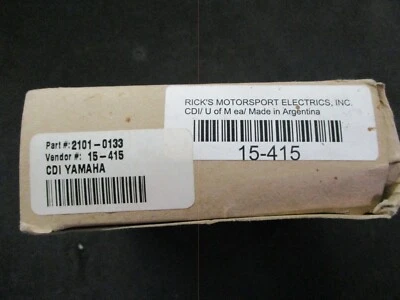 RICK'S MOTORSPORT ELECTRICS, INC.
CDI/ U of M ea/ Made in Argentina
15-415
Part #: 2101-0133
Vendor #: 15-415
CDI YAMAHA